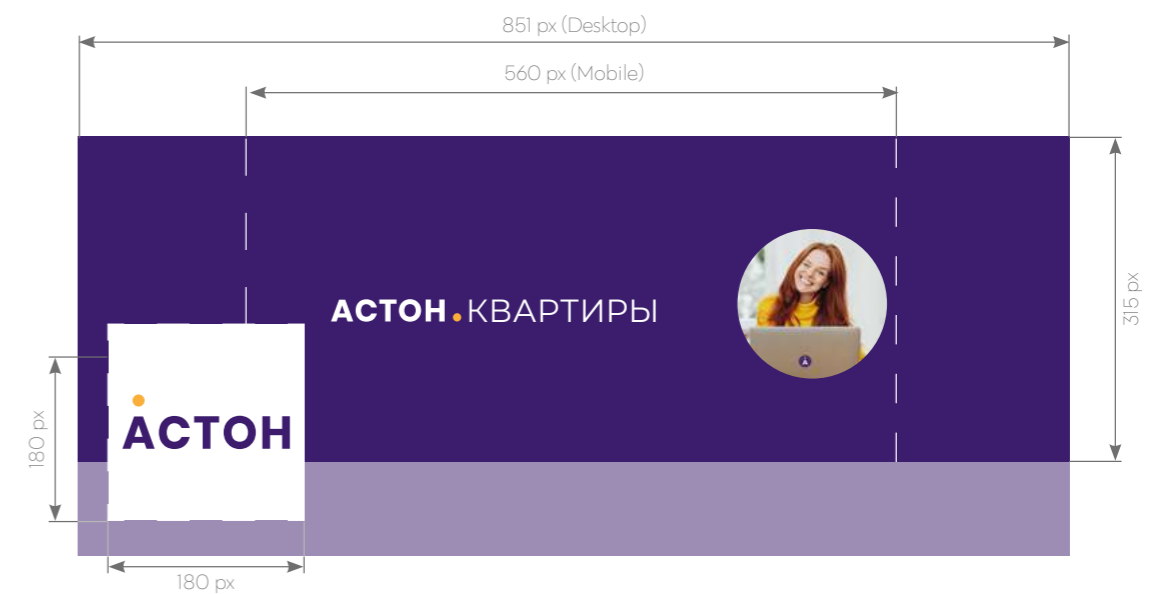 851 px (Desktop)
560 px (Mobile)
315 px
АСТОН.КВАРТИРЫ
180 px
АСТОН
180 px